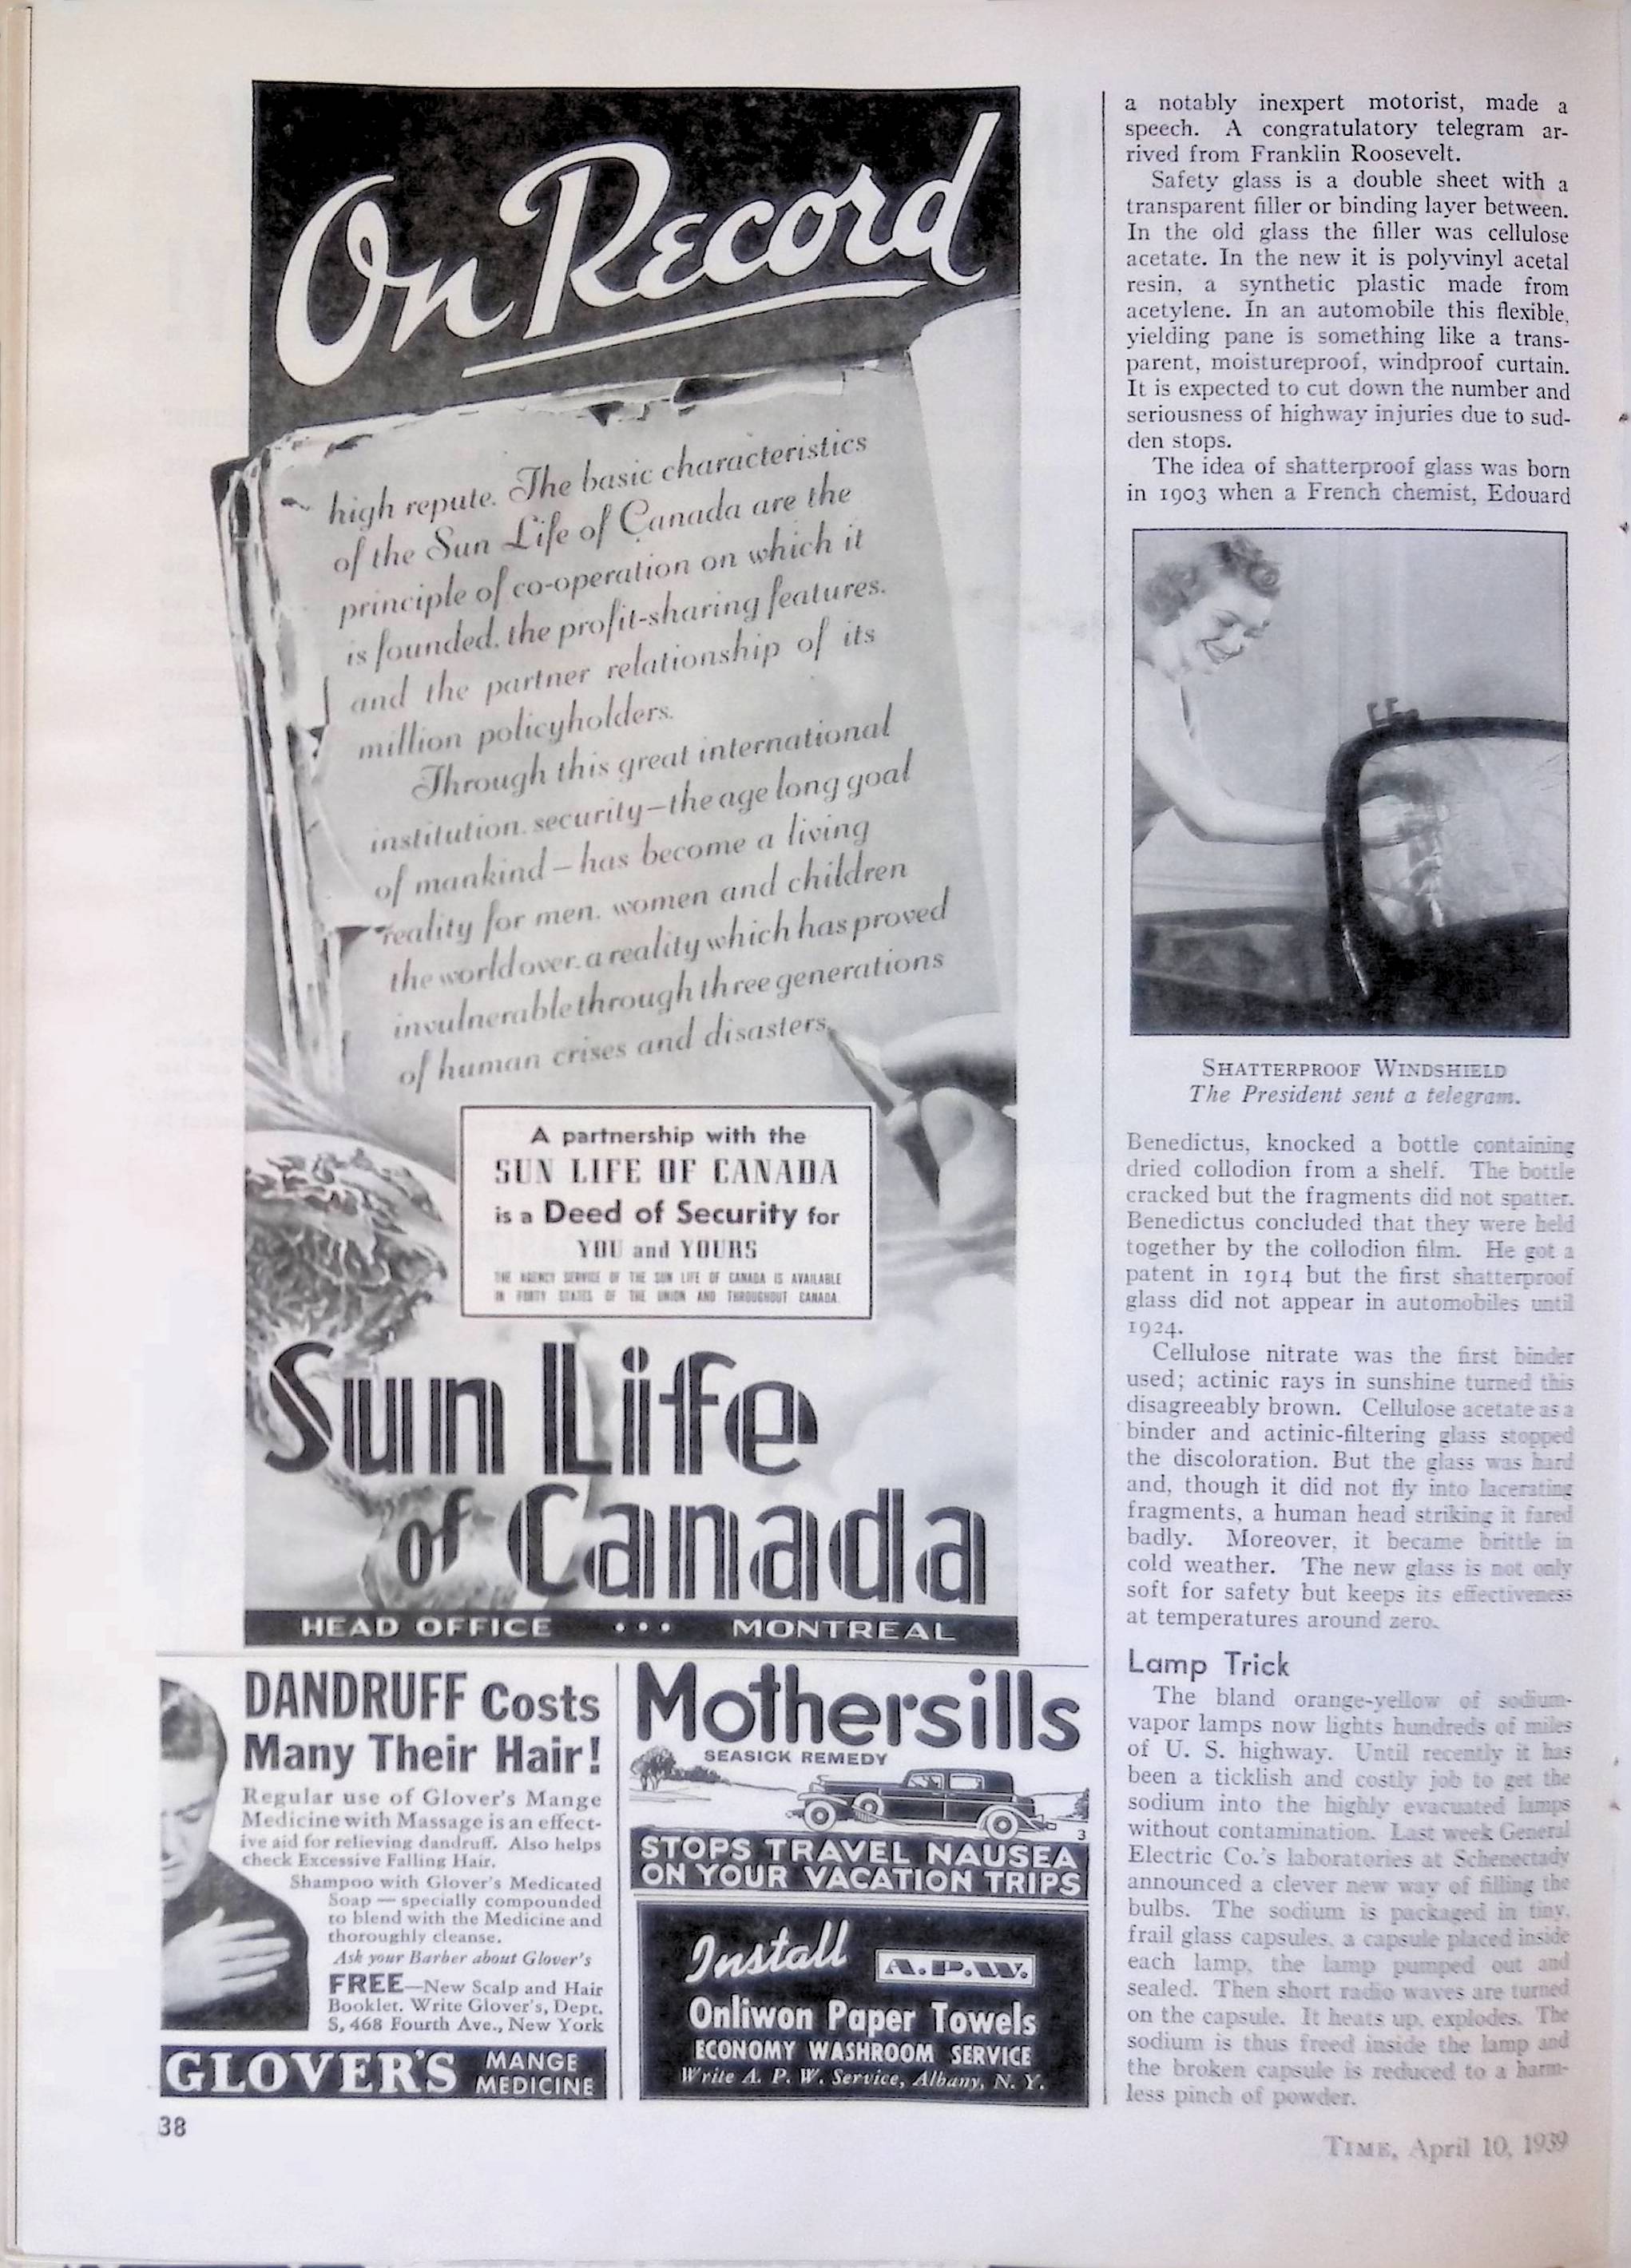 On Record
high repute. The basic characteristics
of the Sun Life of Canada are the
principle of co-operation on which it
is founded, the profit-sharing features,
and the partner relationship of its
million policyholders.
Through this great international
institution, security—the age long goal
of mankind—has become a living
reality for men, women and children
the world over, a reality which has proved
invulnerable through three generations
of human crises and disasters.
A partnership with the
SUN LIFE OF CANADA
is a Deed of Security for
YOU and YOURS
THE AGENCY SERVICE OF THE SUN LIFE OF CANADA IS AVAILABLE
IN FORTY STATES OF THE UNION AND THROUGHOUT CANADA.
Sun Life
of Canada
HEAD OFFICE ••• MONTREAL
DANDRUFF Costs
Many Their Hair!
Regular use of Glover's Mange
Medicine with Massage is an effect-
ive aid for relieving dandruff. Also helps
check Excessive Falling Hair.
Shampoo with Glover's Medicated
Soap — specially compounded
to blend with the Medicine and
thoroughly cleanse.
Ask your Barber about Glover's
FREE—New Scalp and Hair
Booklet. Write Glover's, Dept.
S, 468 Fourth Ave., New York
GLOVER'S MANGE
MEDICINE
Mothersills
SEASICK REMEDY
3
STOPS TRAVEL NAUSEA
ON YOUR VACATION TRIPS
Install A.P.W.
Onliwon Paper Towels
ECONOMY WASHROOM SERVICE
Write A. P. W. Service, Albany, N. Y.
a notably inexpert motorist, made a
speech. A congratulatory telegram ar-
rived from Franklin Roosevelt.
Safety glass is a double sheet with a
transparent filler or binding layer between.
In the old glass the filler was cellulose
acetate. In the new it is polyvinyl acetal
resin, a synthetic plastic made from
acetylene. In an automobile this flexible,
yielding pane is something like a trans-
parent, moistureproof, windproof curtain.
It is expected to cut down the number and
seriousness of highway injuries due to sud-
den stops.
The idea of shatterproof glass was born
in 1903 when a French chemist, Edouard
SHATTERPROOF WINDSHIELD
The President sent a telegram.
Benedictus, knocked a bottle containing
dried collodion from a shelf. The bottle
cracked but the fragments did not spatter.
Benedictus concluded that they were held
together by the collodion film. He got a
patent in 1914 but the first shatterproof
glass did not appear in automobiles until
1924.
Cellulose nitrate was the first binder
used; actinic rays in sunshine turned this
disagreeably brown. Cellulose acetate as a
binder and actinic-filtering glass stopped
the discoloration. But the glass was hard
and, though it did not fly into lacerating
fragments, a human head striking it fared
badly. Moreover, it became brittle in
cold weather. The new glass is not only
soft for safety but keeps its effectiveness
at temperatures around zero.
Lamp Trick
The bland orange-yellow of sodium-
vapor lamps now lights hundreds of miles
of U. S. highway. Until recently it has
been a ticklish and costly job to get the
sodium into the highly evacuated lamps
without contamination. Last week General
Electric Co.'s laboratories at Schenectady
announced a clever new way of filling the
bulbs. The sodium is packaged in tiny,
frail glass capsules, a capsule placed inside
each lamp, the lamp pumped out and
sealed. Then short radio waves are turned
on the capsule. It heats up, explodes. The
sodium is thus freed inside the lamp and
the broken capsule is reduced to a harm-
less pinch of powder.
38
TIME, April 10, 1939